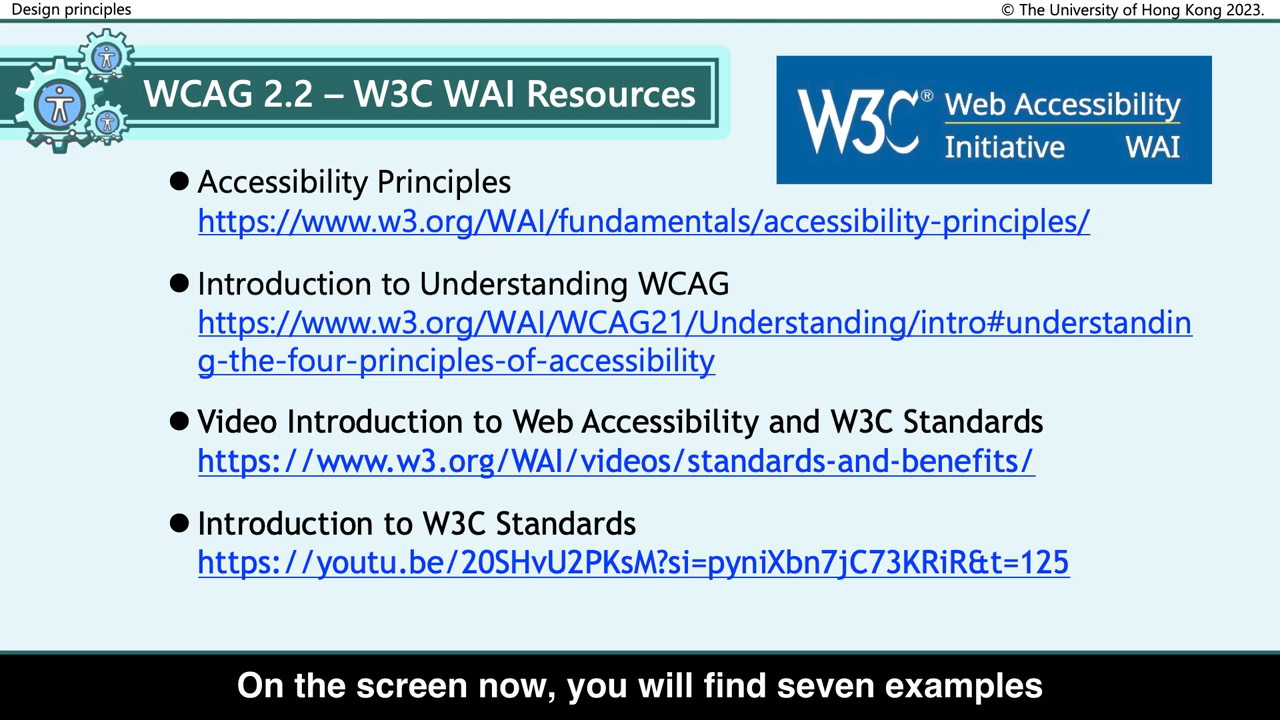 Design principles
© The University of Hong Kong 2023.
WCAG 2.2 – W3C WAI Resources
W3C® Web Accessibility
Initiative WAI
● Accessibility Principles
https://www.w3.org/WAI/fundamentals/accessibility-principles/
● Introduction to Understanding WCAG
https://www.w3.org/WAI/WCAG21/Understanding/intro#understandin
g-the-four-principles-of-accessibility
● Video Introduction to Web Accessibility and W3C Standards
https://www.w3.org/WAI/videos/standards-and-benefits/
● Introduction to W3C Standards
https://youtu.be/20SHvU2PKsM?si=pyniXbn7jC73KRiR&t=125
On the screen now, you will find seven examples